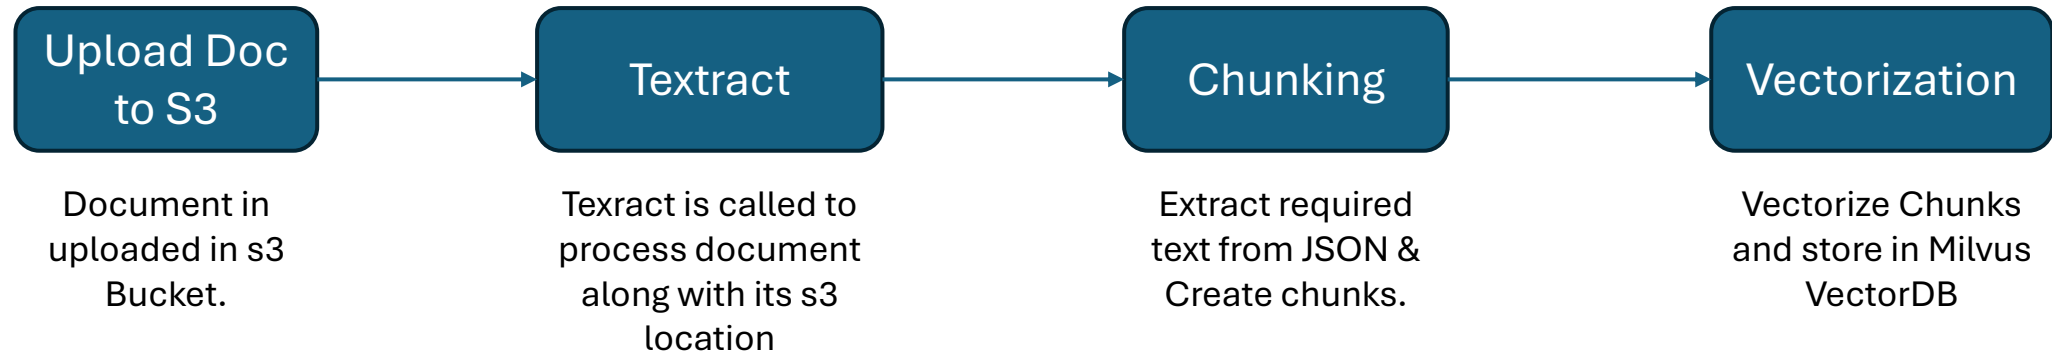 Upload Doc
to S3
Textract
Chunking
Vectorization
Document in
uploaded in s3
Bucket.
Texract is called to
process document
along with its s3
location
Extract required
text from JSON &
Create chunks.
Vectorize Chunks
and store in Milvus
VectorDB